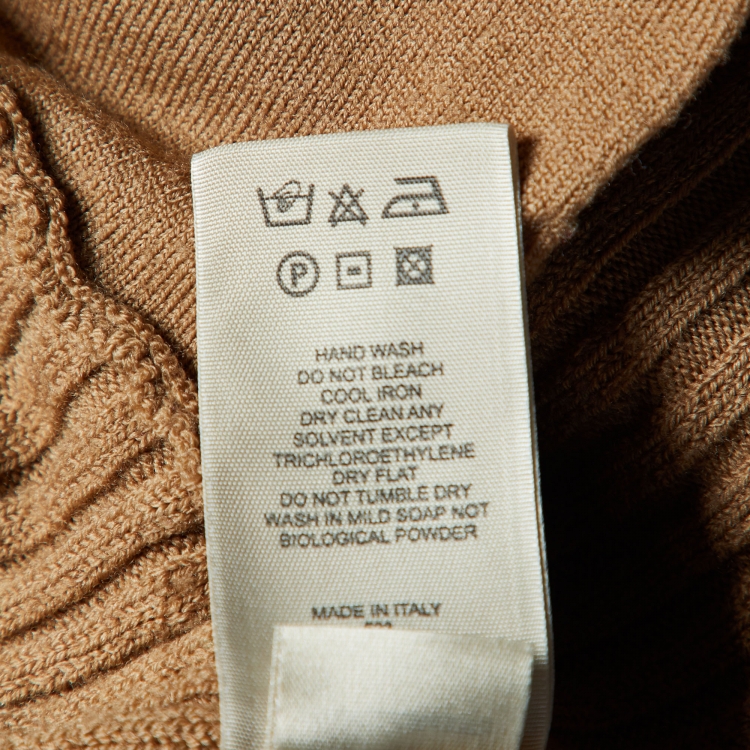 P
HAND WASH
DO NOT BLEACH
COOL IRON
DRY CLEAN ANY
SOLVENT EXCEPT
TRICHLOROETHYLENE
DRY FLAT
DO NOT TUMBLE DRY
WASH IN MILD SOAP NOT
BIOLOGICAL POWDER
MADE IN ITALY